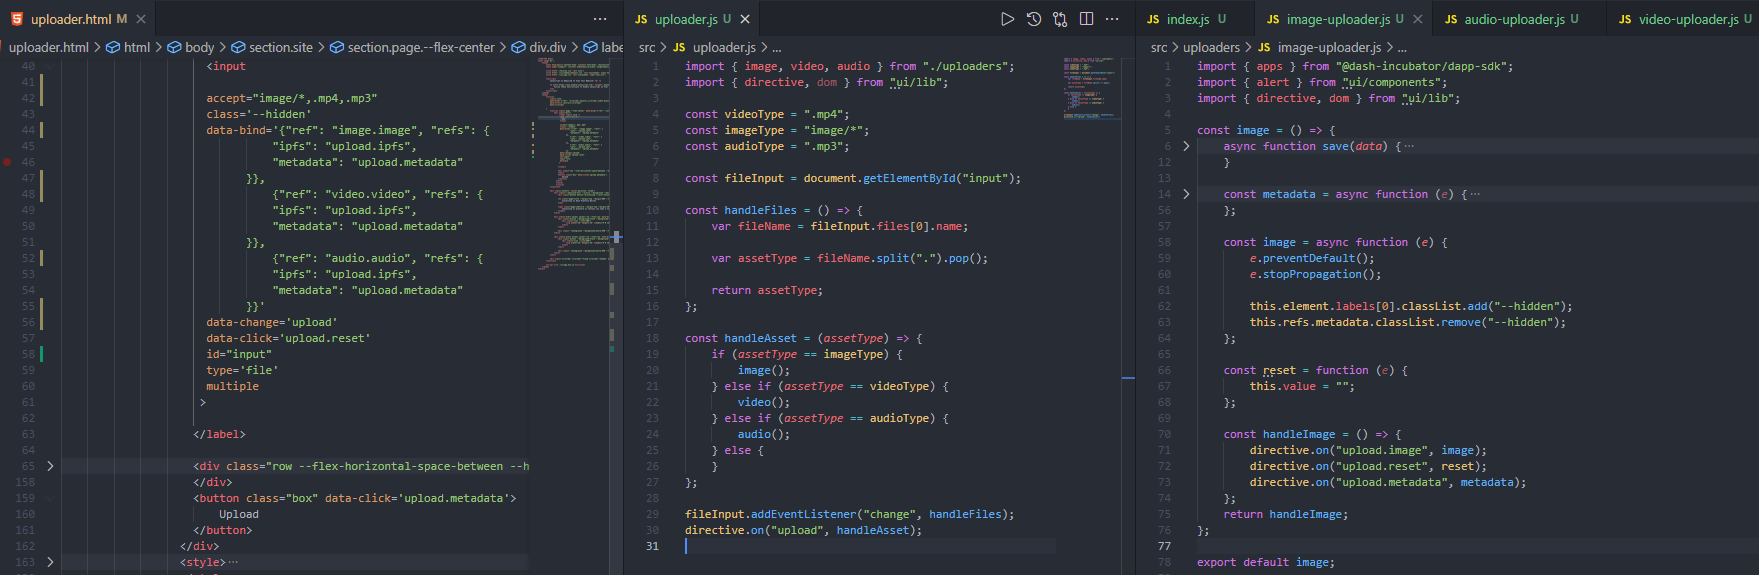 uploader.html M
uploader.html > html > body > section.site > section.page.--flex-center > div.div > labe
40 <input
41
42 accept="image/*,.mp4,.mp3"
43 class='--hidden'
44 data-bind='{"ref": "image.image", "refs": {
45 "ipfs": "upload.ipfs",
46 "metadata": "upload.metadata"
47 }},
48 {"ref": "video.video", "refs": {
49 "ipfs": "upload.ipfs",
50 "metadata": "upload.metadata"
51 }},
52 {"ref": "audio.audio", "refs": {
53 "ipfs": "upload.ipfs",
54 "metadata": "upload.metadata"
55 }}'
56 data-change='upload'
57 data-click='upload.reset'
58 id="input"
59 type='file'
60 multiple
61 >
62
63 </label>
64
65 <div class="row --flex-horizontal-space-between --h
158 </div>
159 <button class="box" data-click='upload.metadata'>
160 Upload
161 </button>
162 </div>
163 <style>…
JS uploader.js U
src > JS uploader.js > ...
1 import { image, video, audio } from "./uploaders";
2 import { directive, dom } from "ui/lib";
3
4 const videoType = ".mp4";
5 const imageType = "image/*";
6 const audioType = ".mp3";
7
8 const fileInput = document.getElementById("input");
9
10 const handleFiles = () => {
11 var fileName = fileInput.files[0].name;
12
13 var assetType = fileName.split(".").pop();
14
15 return assetType;
16 };
17
18 const handleAsset = (assetType) => {
19 if (assetType == imageType) {
20 image();
21 } else if (assetType == videoType) {
22 video();
23 } else if (assetType == audioType) {
24 audio();
25 } else {
26 }
27 };
28
29 fileInput.addEventListener("change", handleFiles);
30 directive.on("upload", handleAsset);
31
JS index.js U
JS image-uploader.js U
JS audio-uploader.js U
JS video-uploader.js U
src > uploaders > JS image-uploader.js > ...
1 import { apps } from "@dash-incubator/dapp-sdk";
2 import { alert } from "ui/components";
3 import { directive, dom } from "ui/lib";
4
5 const image = () => {
6 async function save(data) {…
12 }
13
14 const metadata = async function (e) {…
56 };
57
58 const image = async function (e) {
59 e.preventDefault();
60 e.stopPropagation();
61
62 this.element.labels[0].classList.add("--hidden");
63 this.refs.metadata.classList.remove("--hidden");
64 };
65
66 const reset = function (e) {
67 this.value = "";
68 };
69
70 const handleImage = () => {
71 directive.on("upload.image", image);
72 directive.on("upload.reset", reset);
73 directive.on("upload.metadata", metadata);
74 };
75 return handleImage;
76 };
77
78 export default image;